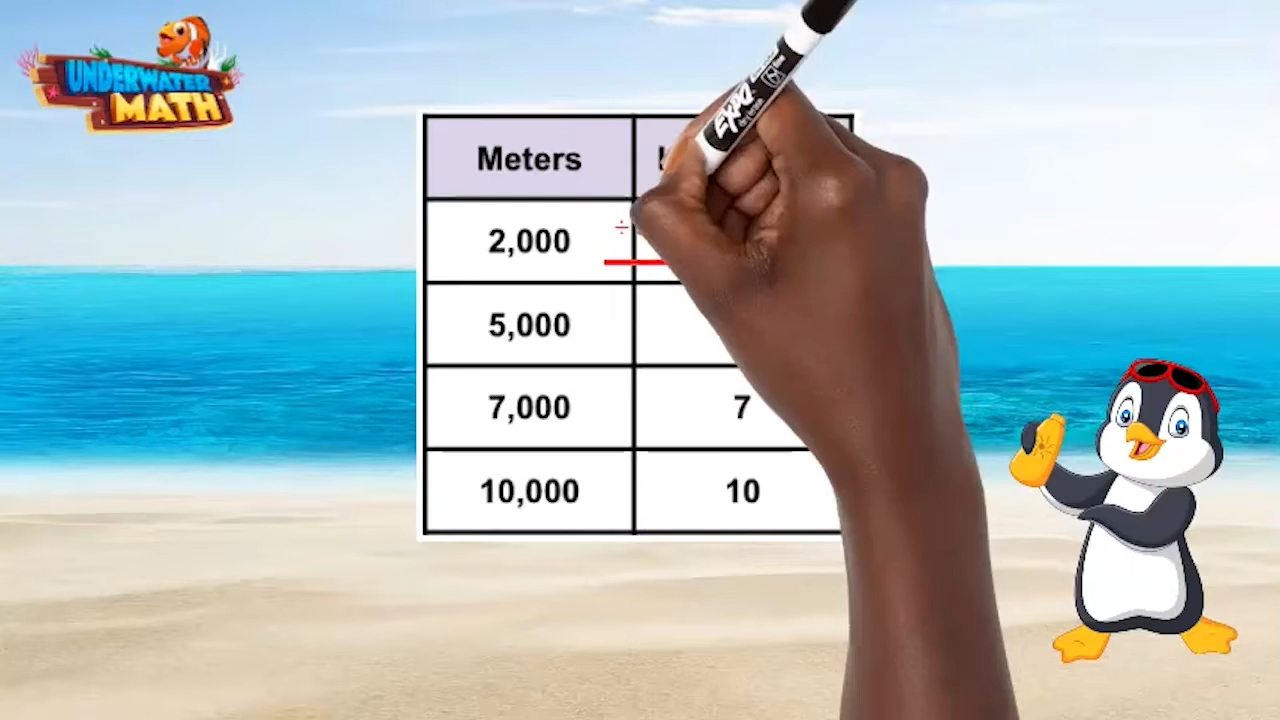 UNDERWATER
MATH
EXPO
Meters
2,000 ÷
5,000
7,000 7
10,000 10